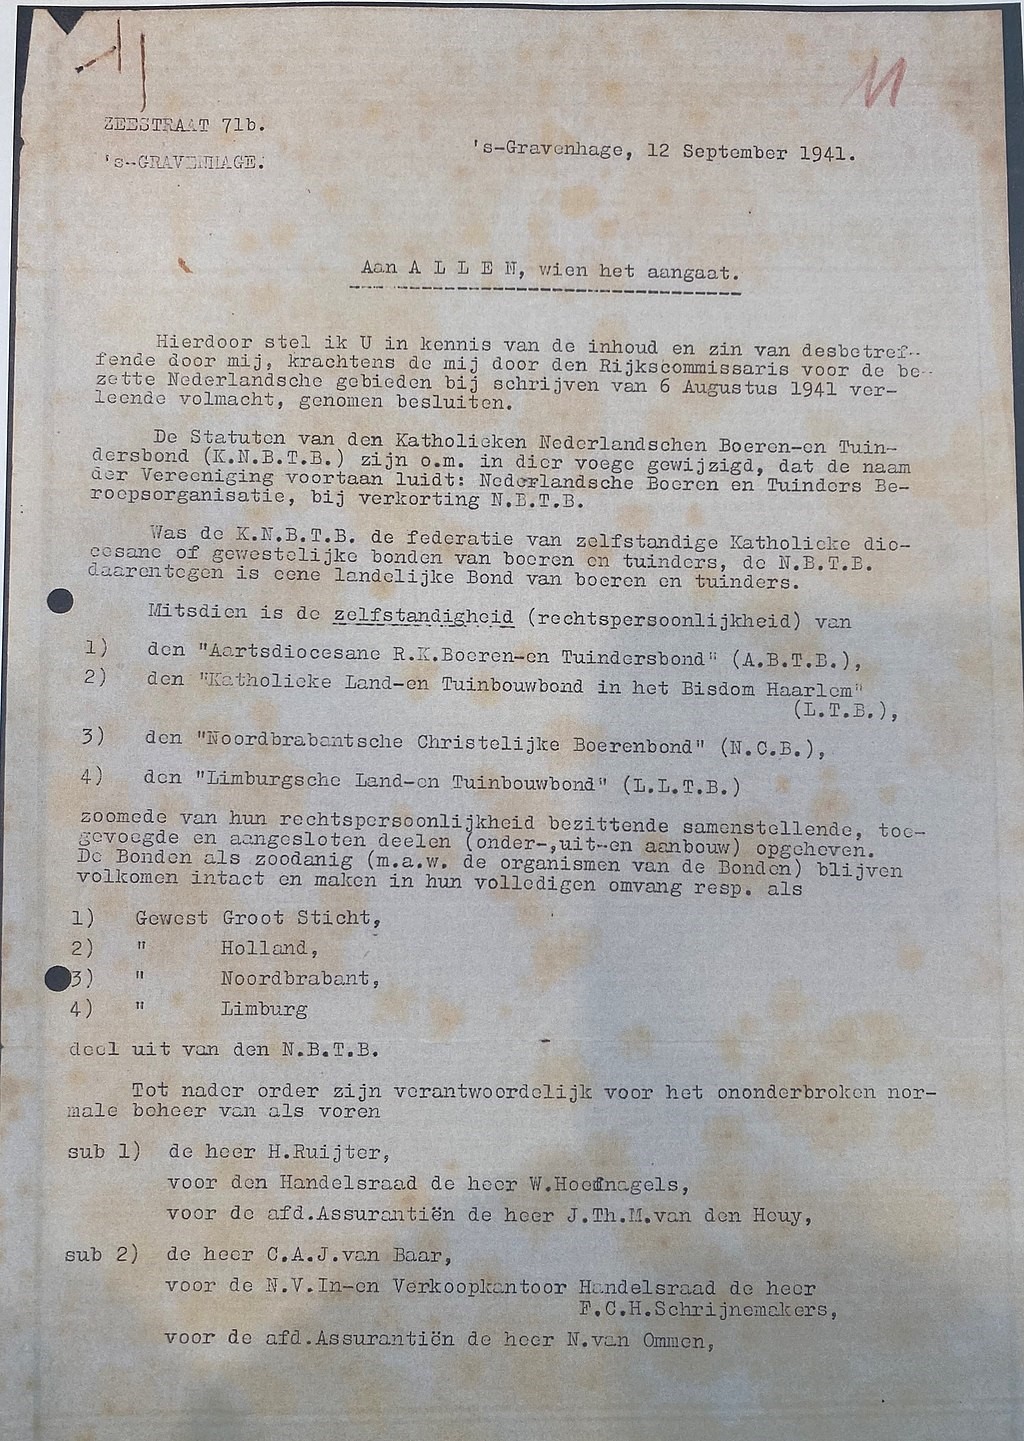 11
ZEESTRAAT 71b.
's-Gravenhage, 12 September 1941.
's-GRAVENHAGE.
Aan A L L E N, wien het aangaat.
Hierdoor stel ik U in kennis van de inhoud en zin van desbetref-
fende door mij, krachtens de mij door den Rijkscommissaris voor de be-
zette Nederlandsche gebieden bij schrijven van 6 Augustus 1941 ver-
leende volmacht, genomen besluiten.
De Statuten van den Katholieken Nederlandschen Boeren-en Tuin-
dersbond (K.N.B.T.B.) zijn o.m. in dier voege gewijzigd, dat de naam
der Vereeniging voortaan luidt: Nederlandsche Boeren en Tuinders Be-
roepsorganisatie, bij verkorting N.B.T.B.
Was de K.N.B.T.B. de federatie van zelfstandige Katholieke dio-
cesane of gewestelijke bonden van boeren en tuinders, de N.B.T.B.
daarentegen is eene landelijke Bond van boeren en tuinders.
Mitsdien is de zelfstandigheid (rechtspersoonlijkheid) van
1) den "Aartsdiocesane R.K.Boeren-en Tuindersbond" (A.B.T.B.),
2) den "Katholieke Land-en Tuinbouwbond in het Bisdom Haarlem"
(L.T.B.),
3) den "Noordbrabantsche Christelijke Boerenbond" (N.C.B.),
4) den "Limburgsche Land-en Tuinbouwbond" (L.L.T.B.)
zoomede van hun rechtspersoonlijkheid bezittende samenstellende, toe-
gevoegde en aangesloten deelen (onder-,uit-en aanbouw) opgeheven.
De Bonden als zoodanig (m.a.w. de organismen van de Bonden) blijven
volkomen intact en maken in hun volledigen omvang resp. als
1) Gewest Groot Sticht,
2) " Holland,
3) " Noordbrabant,
4) " Limburg
deel uit van den N.B.T.B.
Tot nader order zijn verantwoordelijk voor het ononderbroken nor-
male beheer van als voren
sub 1) de heer H.Ruijter,
voor den Handelsraad de heer W.Hoefnagels,
voor de afd.Assurantiën de heer J.Th.M.van den Heuy,
sub 2) de heer C.A.J.van Baar,
voor de N.V.In-en Verkoopkantoor Handelsraad de heer
F.C.H.Schrijnemakers,
voor de afd.Assurantiën de heer N.van Ommen,